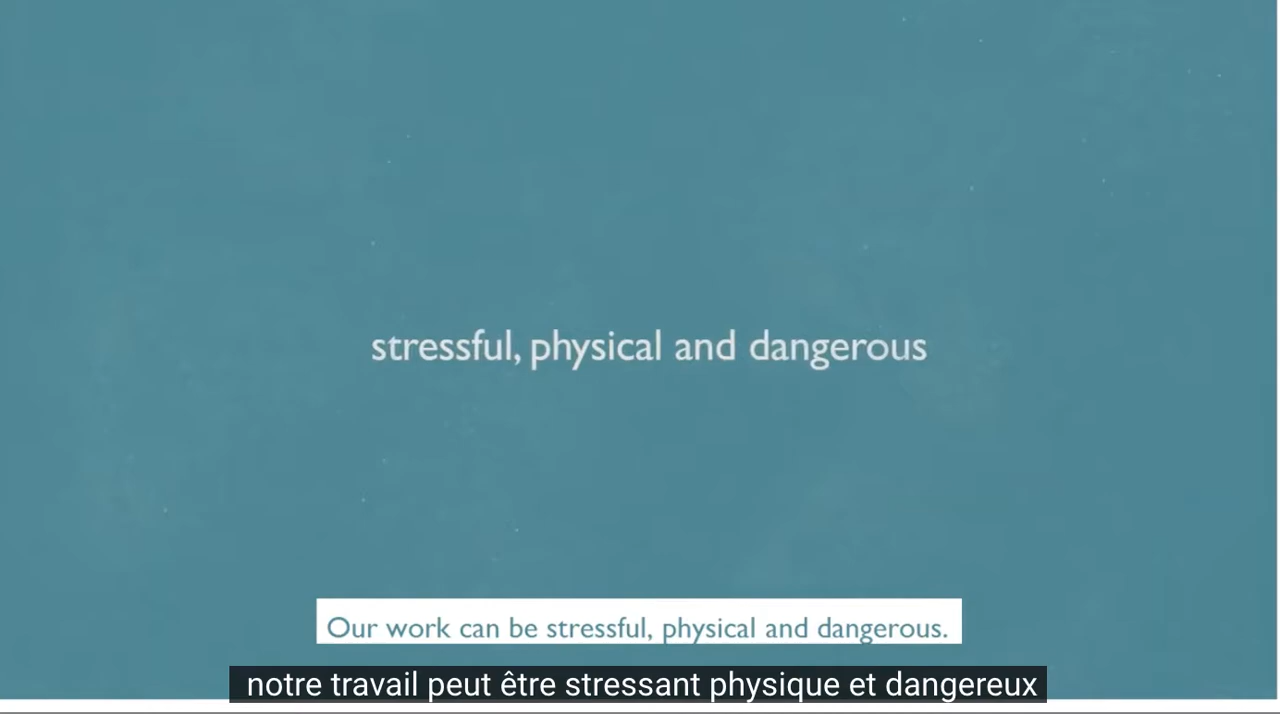 stressful, physical and dangerous
Our work can be stressful, physical and dangerous.
notre travail peut être stressant physique et dangereux